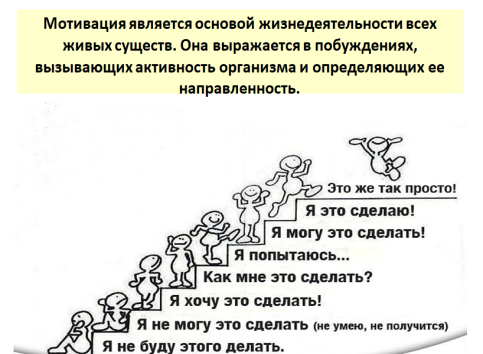 Мотивация является основой жизнедеятельности всех
живых существ. Она выражается в побуждениях,
вызывающих активность организма и определяющих ее
направленность.
Это же так просто!
Я это сделаю!
Я могу это сделать!
Я попытаюсь...
Как мне это сделать?
Я хочу это сделать!
Я не могу это сделать (не умею, не получится)
Я не буду этого делать.